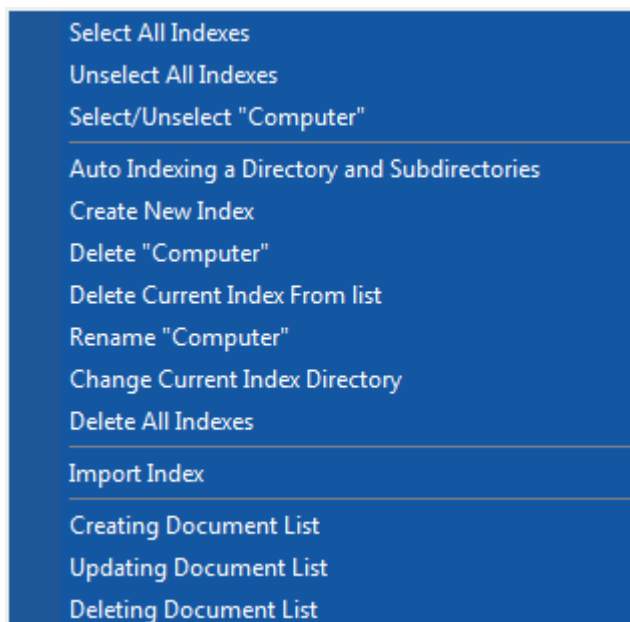 Select All Indexes
Unselect All Indexes
Select/Unselect "Computer"
Auto Indexing a Directory and Subdirectories
Create New Index
Delete "Computer"
Delete Current Index From list
Rename "Computer"
Change Current Index Directory
Delete All Indexes
Import Index
Creating Document List
Updating Document List
Deleting Document List